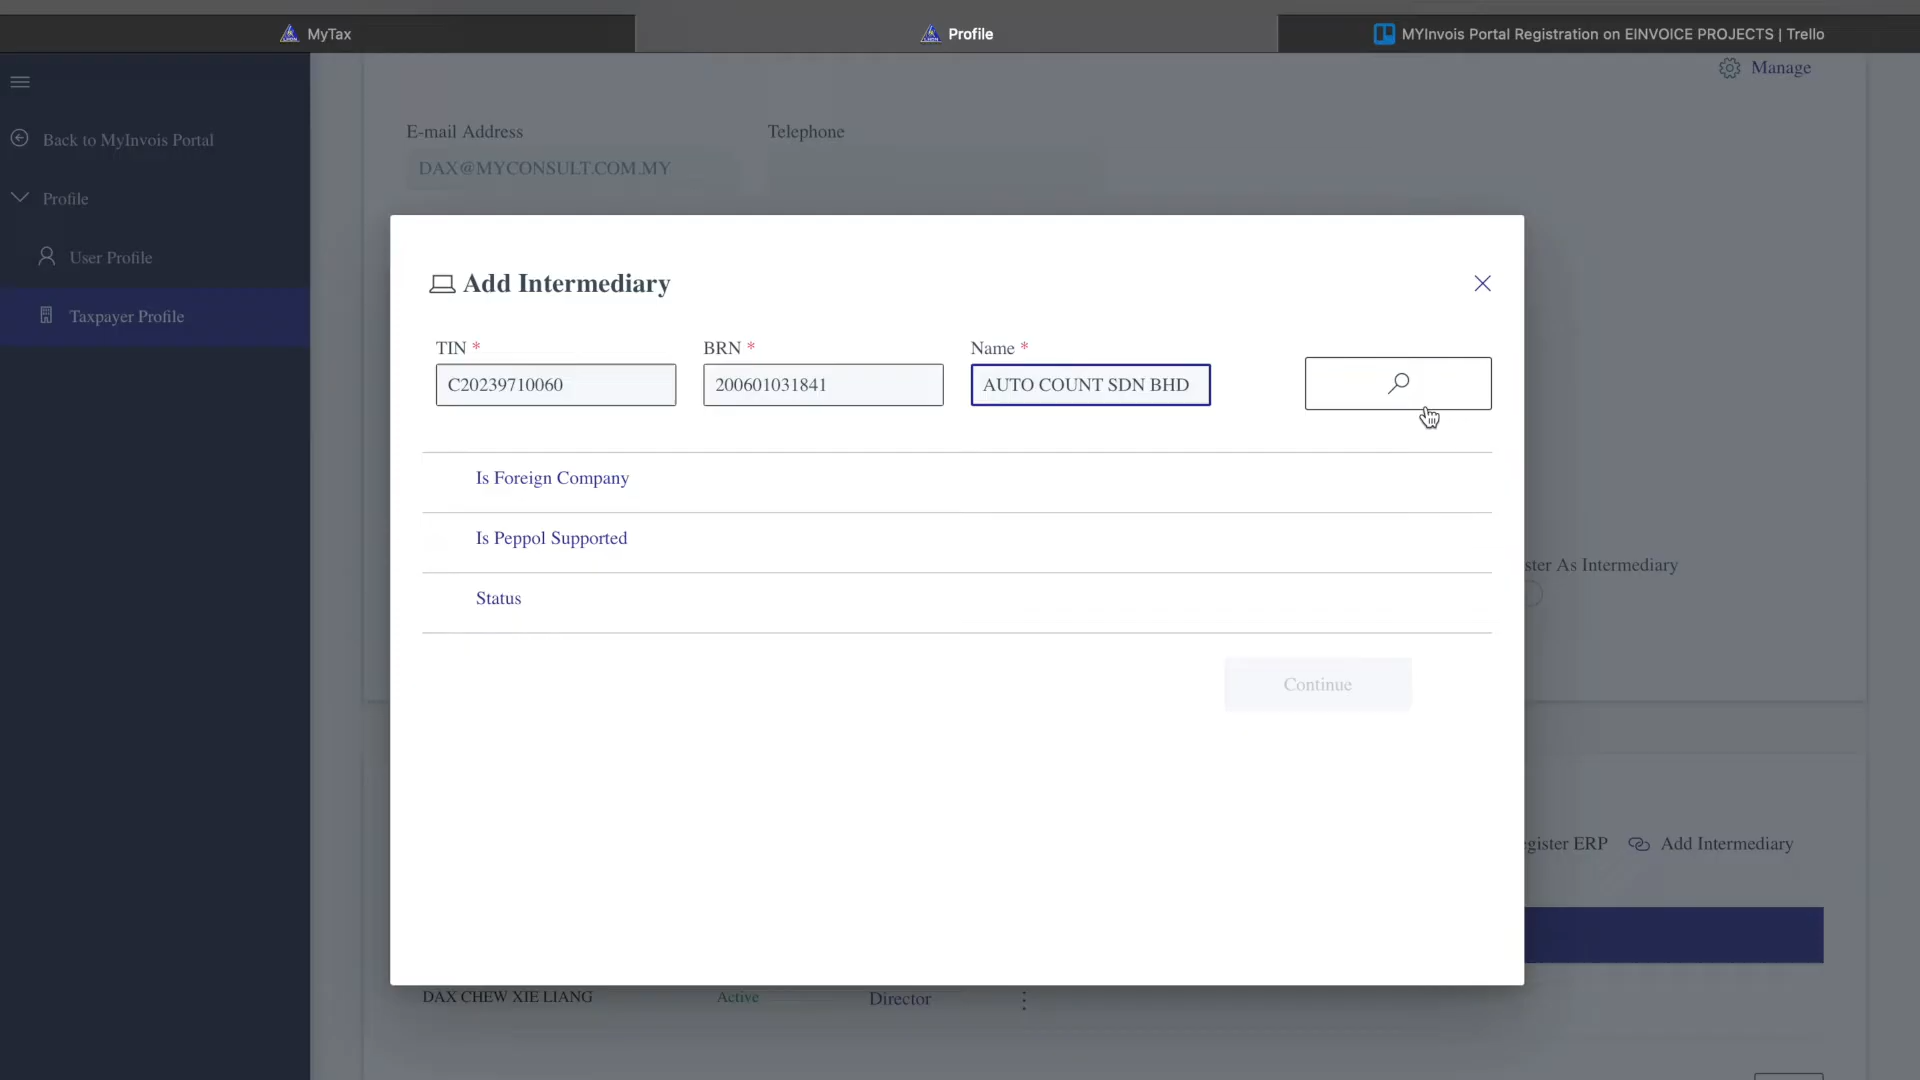 MyTax
Profile
MYInvois Portal Registration on EINVOICE PROJECTS | Trello
Manage
Back to MyInvois Portal
E-mail Address
Telephone
DAX@MYCONSULT.COM.MY
Profile
User Profile
Taxpayer Profile
Add Intermediary
TIN *
BRN *
Name *
C20239710060
200601031841
AUTO COUNT SDN BHD
Is Foreign Company
Is Peppol Supported
ster As Intermediary
Status
Continue
gister ERP
Add Intermediary
DAX CHEW XIE LIANG
Active
Director